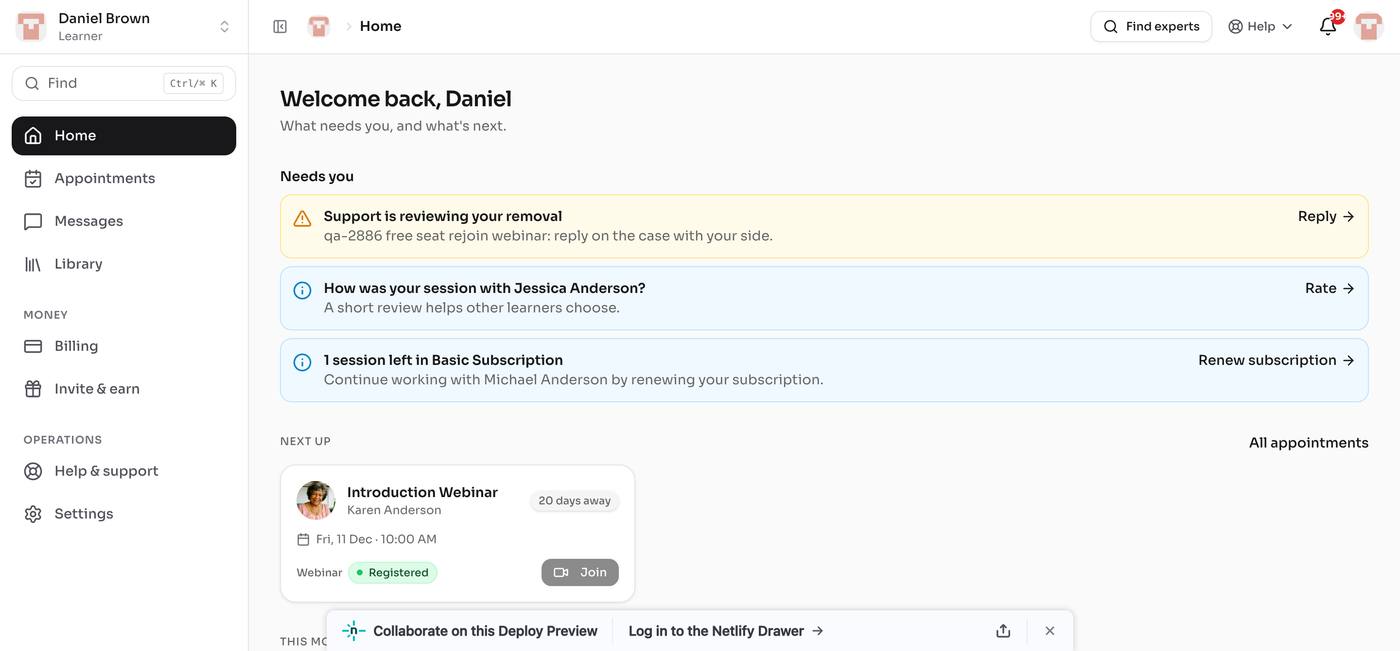 Daniel Brown
Learner
Home
Find experts
Help
99+
Find
Ctrl/⌘ K
Home
Appointments
Messages
Library
MONEY
Billing
Invite & earn
OPERATIONS
Help & support
Settings
Welcome back, Daniel
What needs you, and what's next.
Needs you
Support is reviewing your removal
Reply →
qa-2886 free seat rejoin webinar: reply on the case with your side.
How was your session with Jessica Anderson?
Rate →
A short review helps other learners choose.
1 session left in Basic Subscription
Renew subscription →
Continue working with Michael Anderson by renewing your subscription.
NEXT UP
All appointments
Introduction Webinar
Karen Anderson
20 days away
Fri, 11 Dec · 10:00 AM
Webinar
Registered
Join
THIS
Collaborate on this Deploy Preview
Log in to the Netlify Drawer →